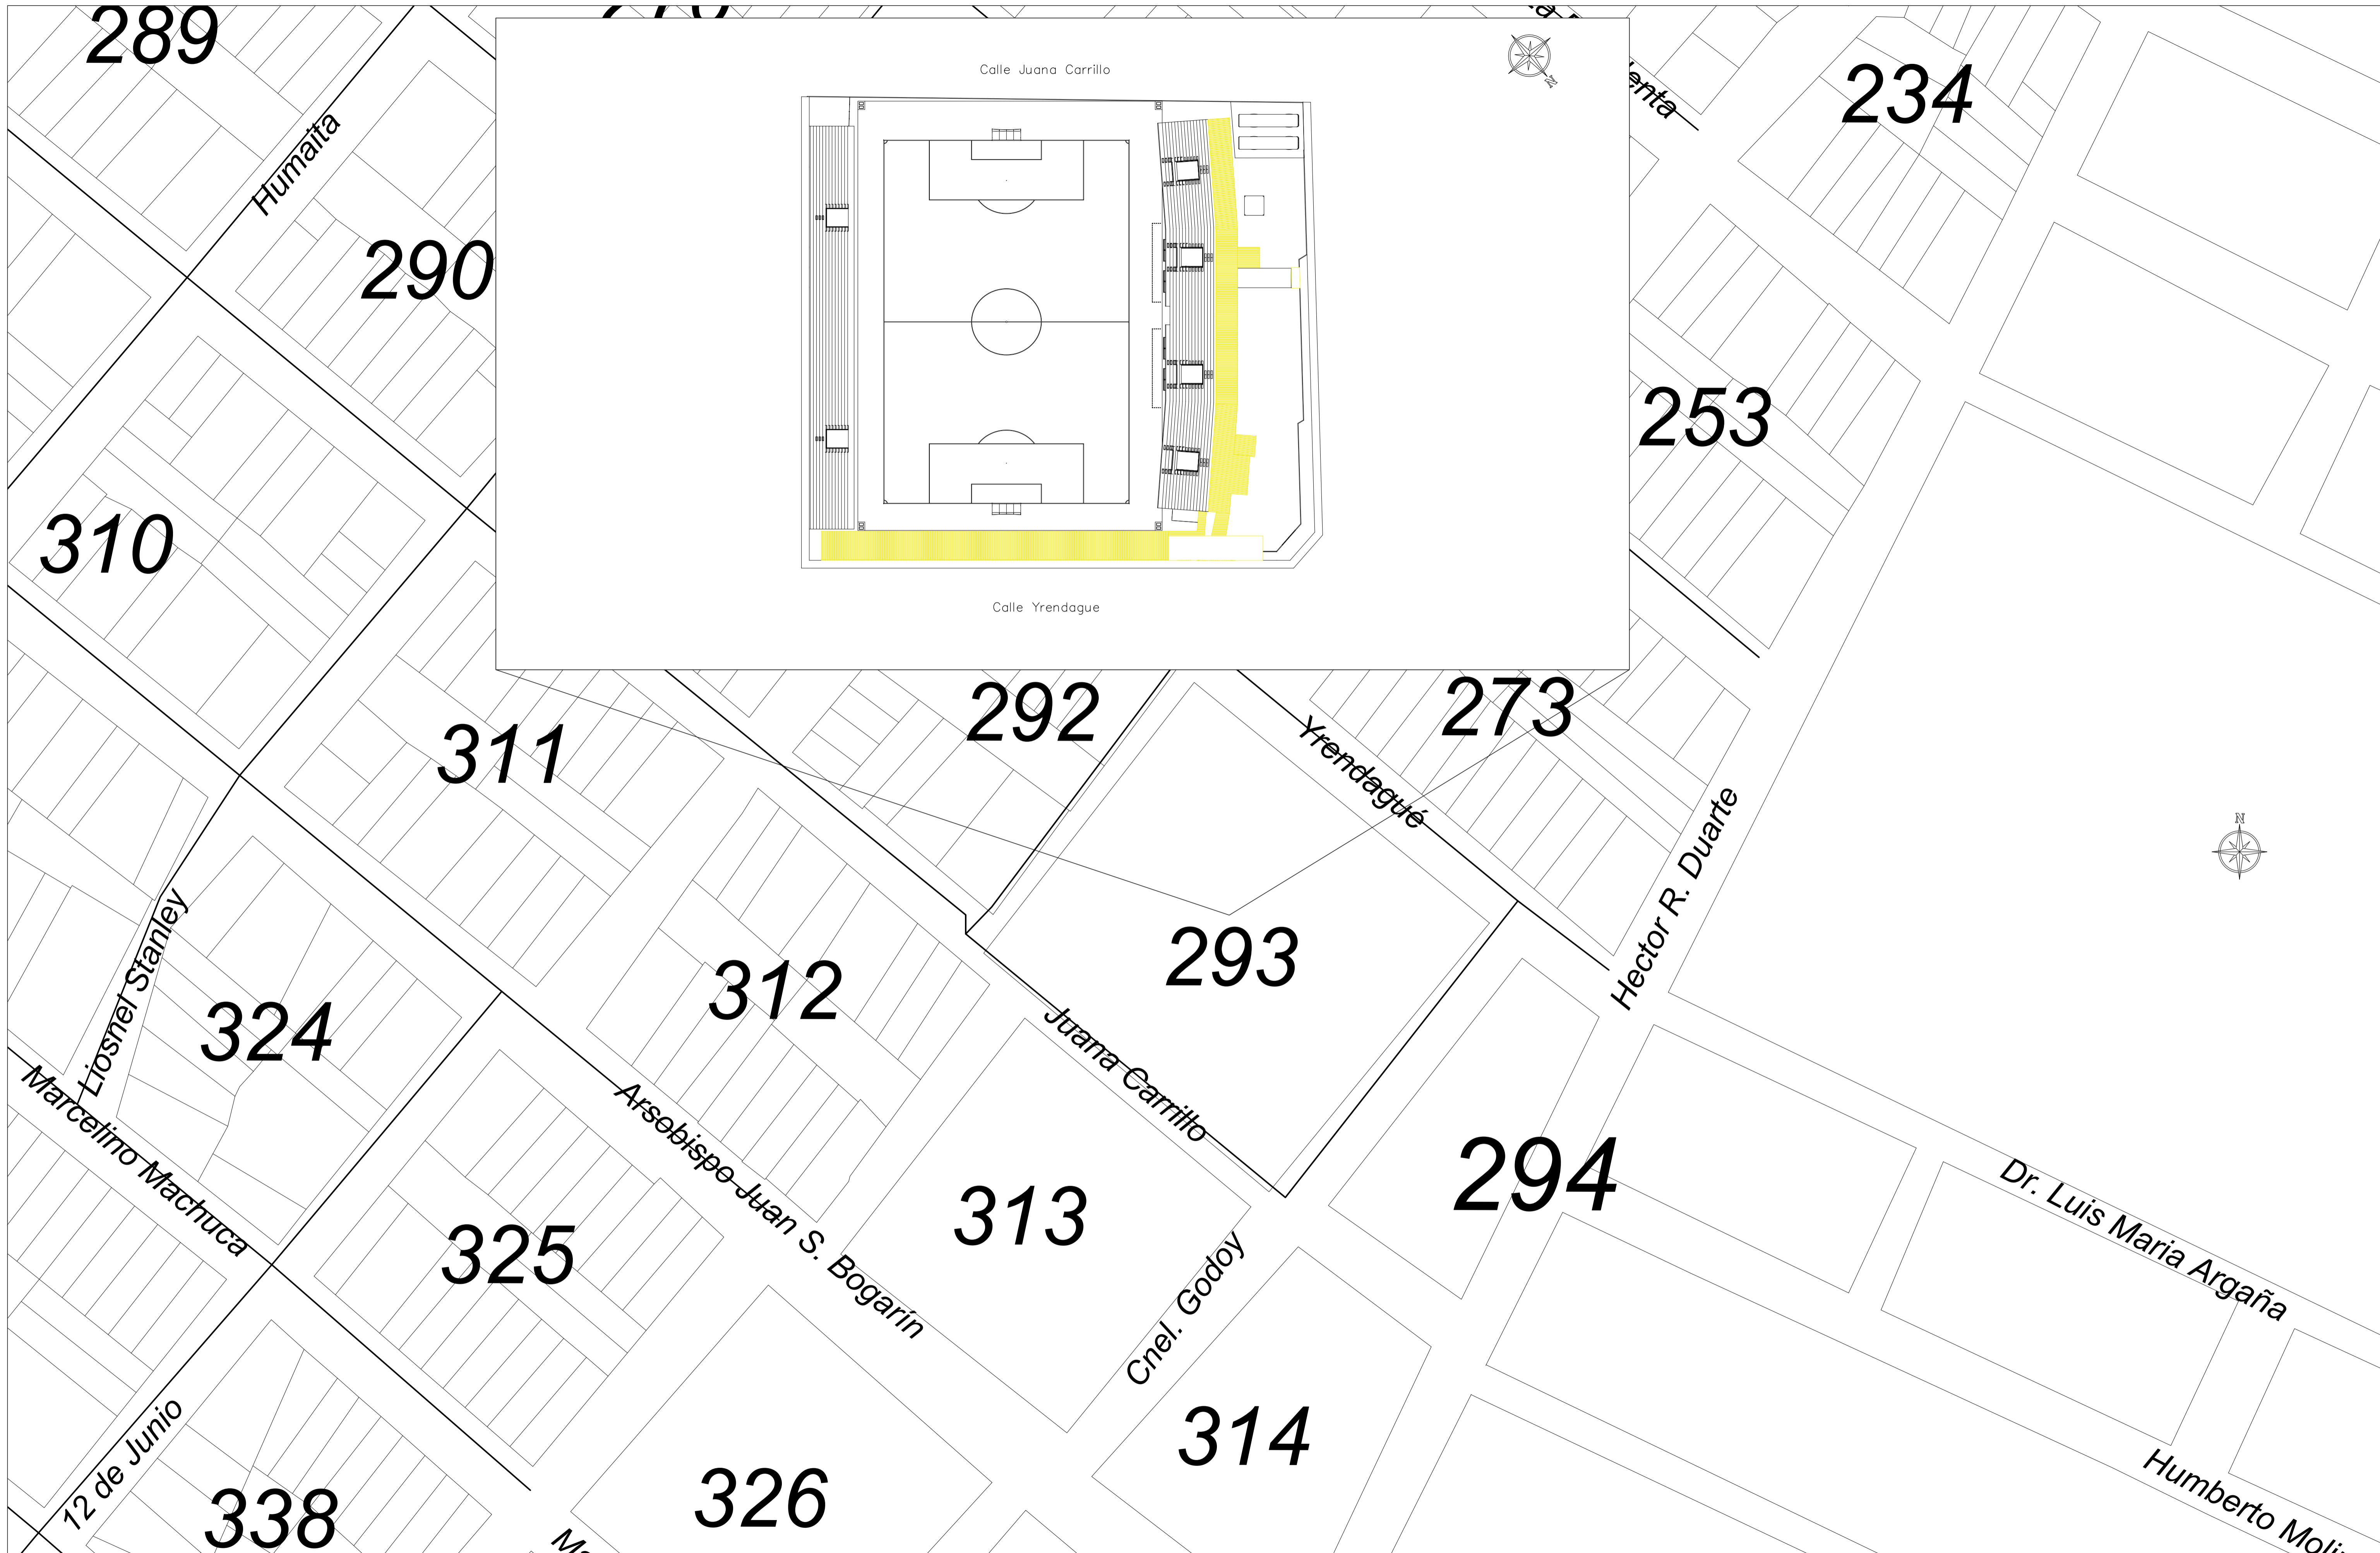 289
Humaita
290
Calle Juana Carrillo
N
Calle Yrendague
234
253
310
311
292
273
Yrendagué
Hector R. Duarte
N
Liosnel Stanley
324
312
293
Juana Carrillo
Marcelino Machuca
Arsobispo Juan S. Bogarín
325
313
294
Cnel. Godoy
Dr. Luis Maria Argaña
12 de Junio
338
326
314
Humberto